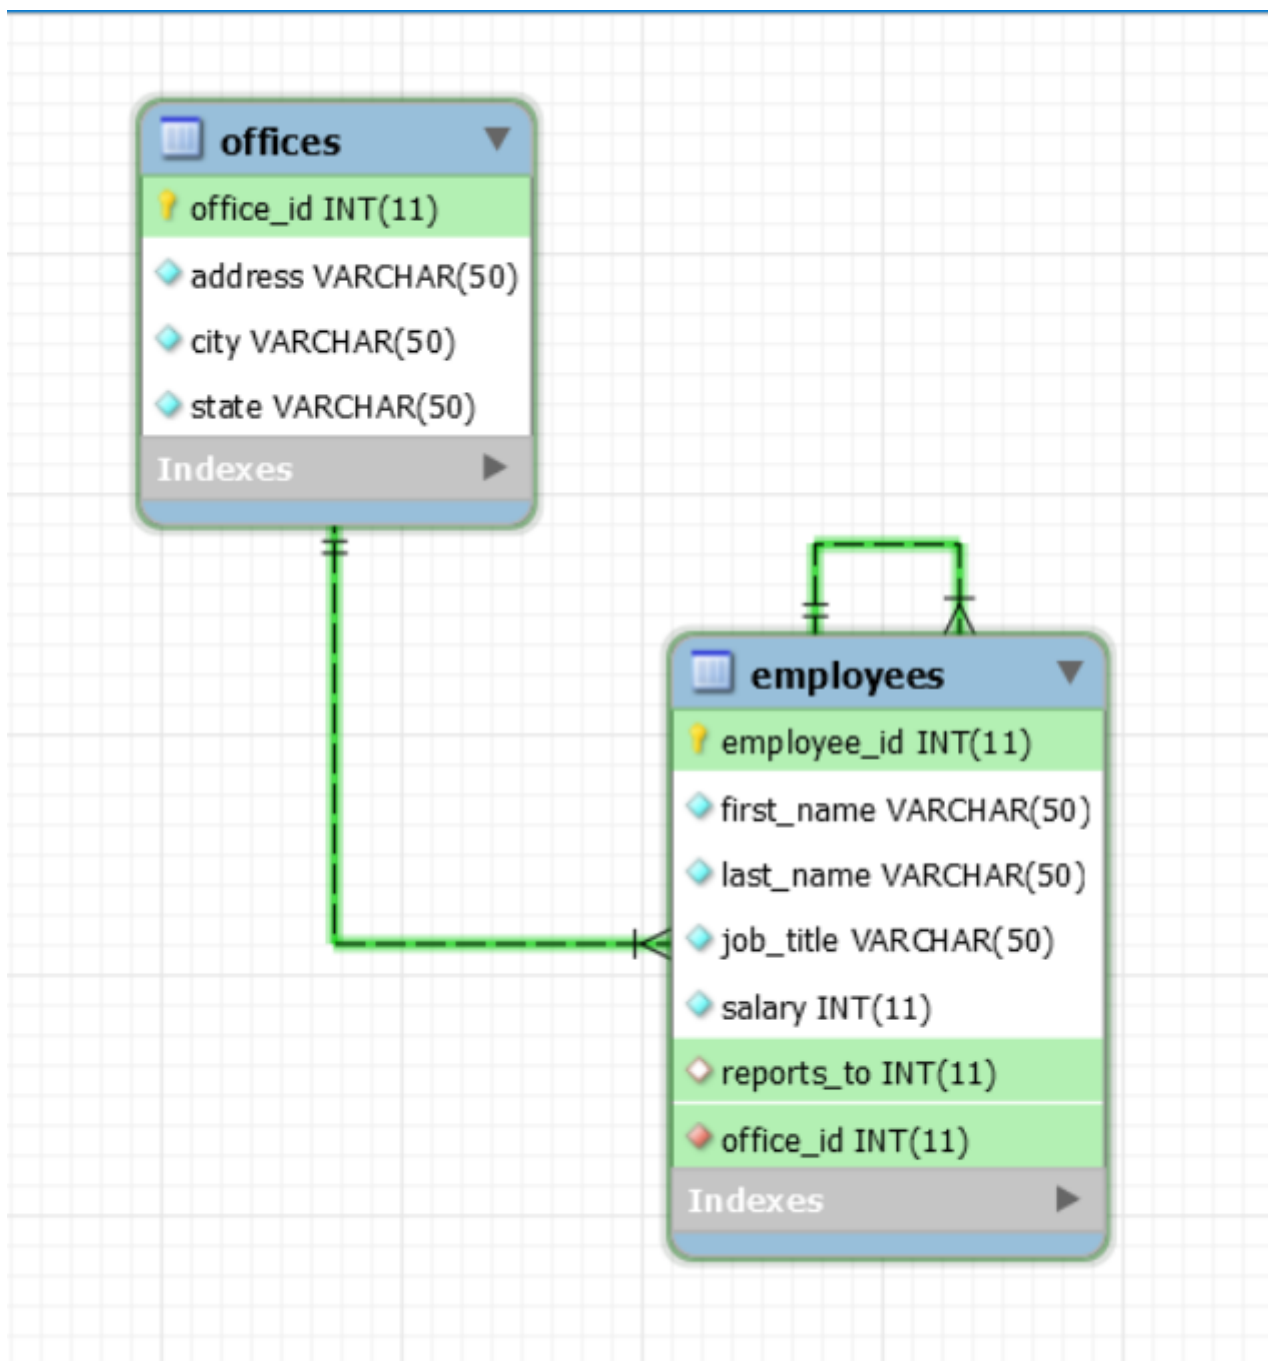 offices
office_id INT(11)
address VARCHAR(50)
city VARCHAR(50)
state VARCHAR(50)
Indexes
employees
employee_id INT(11)
first_name VARCHAR(50)
last_name VARCHAR(50)
job_title VARCHAR(50)
salary INT(11)
reports_to INT(11)
office_id INT(11)
Indexes